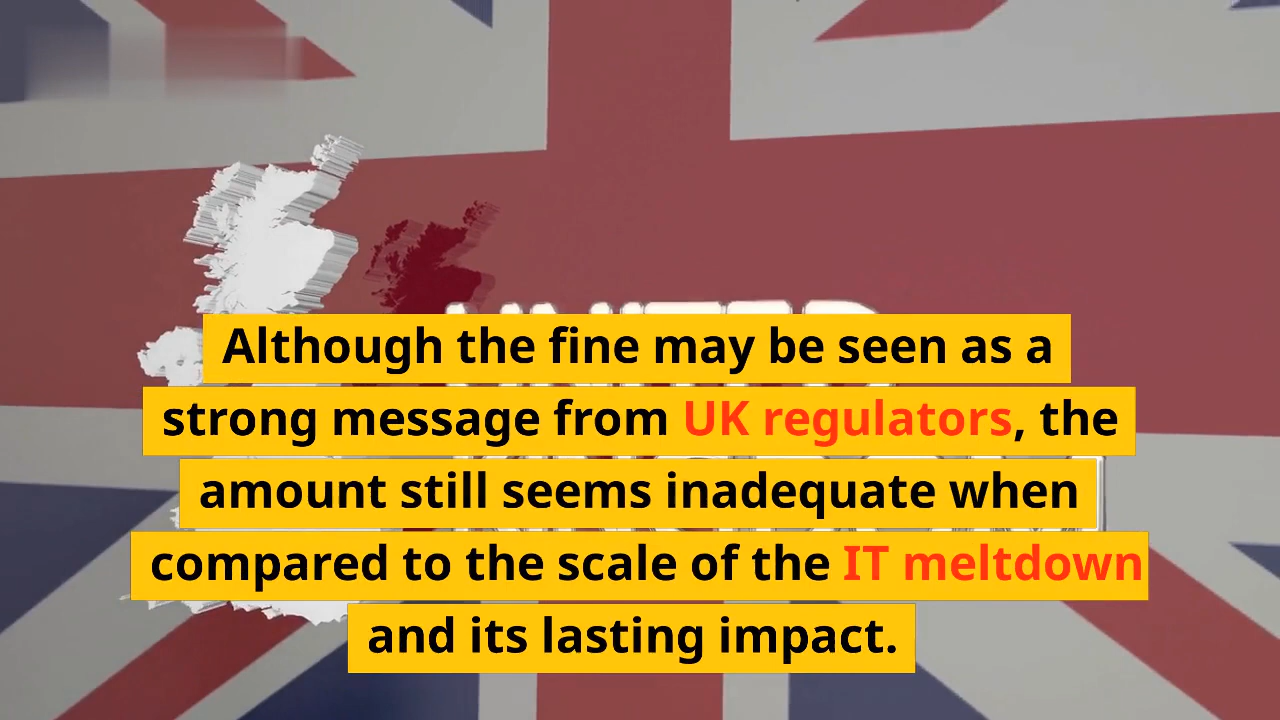 Although the fine may be seen as a
strong message from UK regulators, the
amount still seems inadequate when
compared to the scale of the IT meltdown
and its lasting impact.